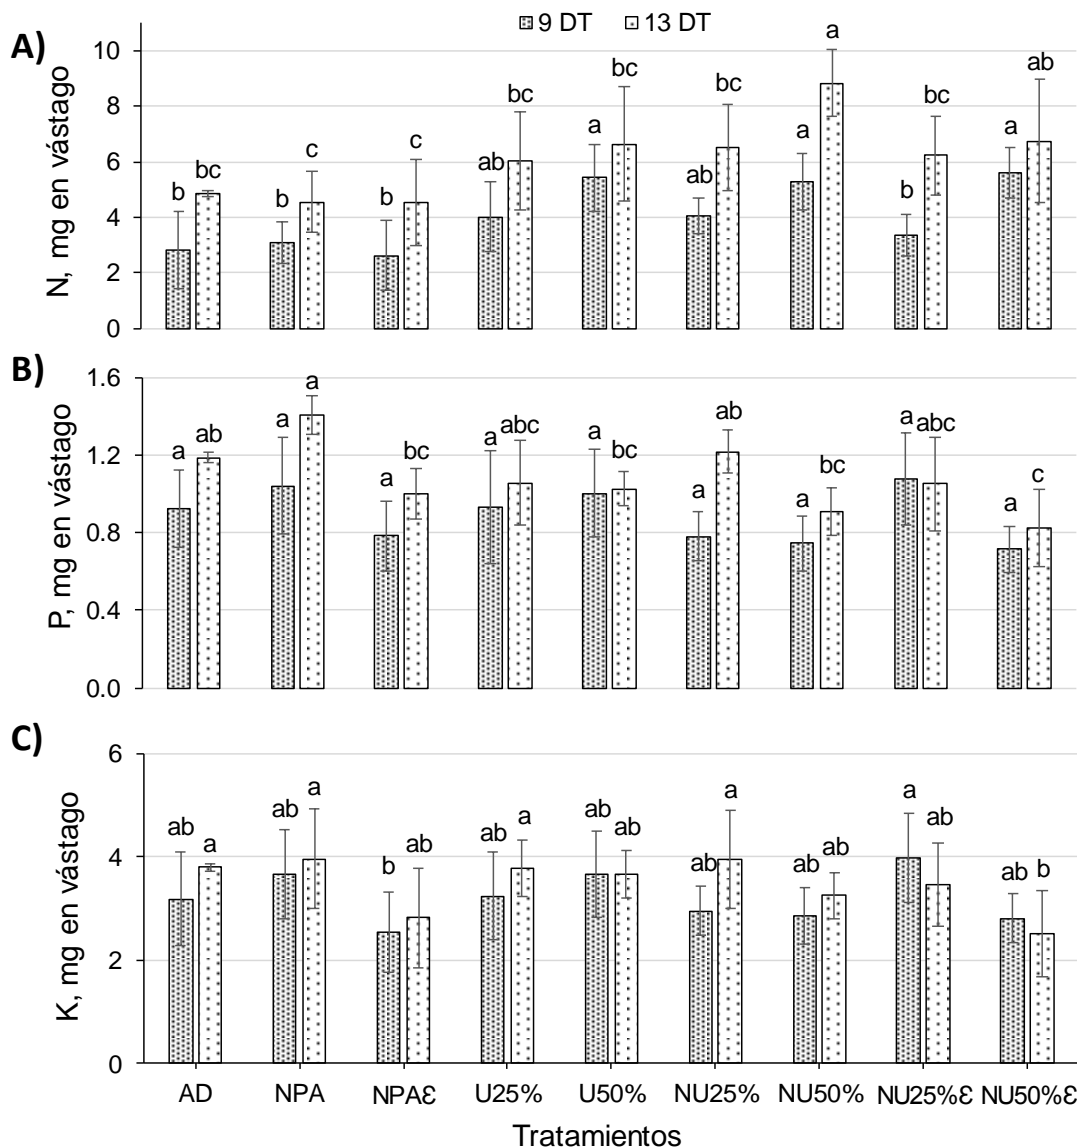 9 DT 13 DT
A)
N, mg en vástago
10
8
6
4
2
0
b bc b c b c ab bc a bc ab bc a a b bc a ab
B)
P, mg en vástago
1.6
1.2
0.8
0.4
0.0
a ab a a a bc a abc a bc a ab a bc a abc a c
C)
K, mg en vástago
6
4
2
0
ab a ab a b ab ab a ab ab ab a ab ab a ab ab b
AD NPA NPAƐ U25% U50% NU25% NU50% NU25%Ɛ NU50%Ɛ
Tratamientos